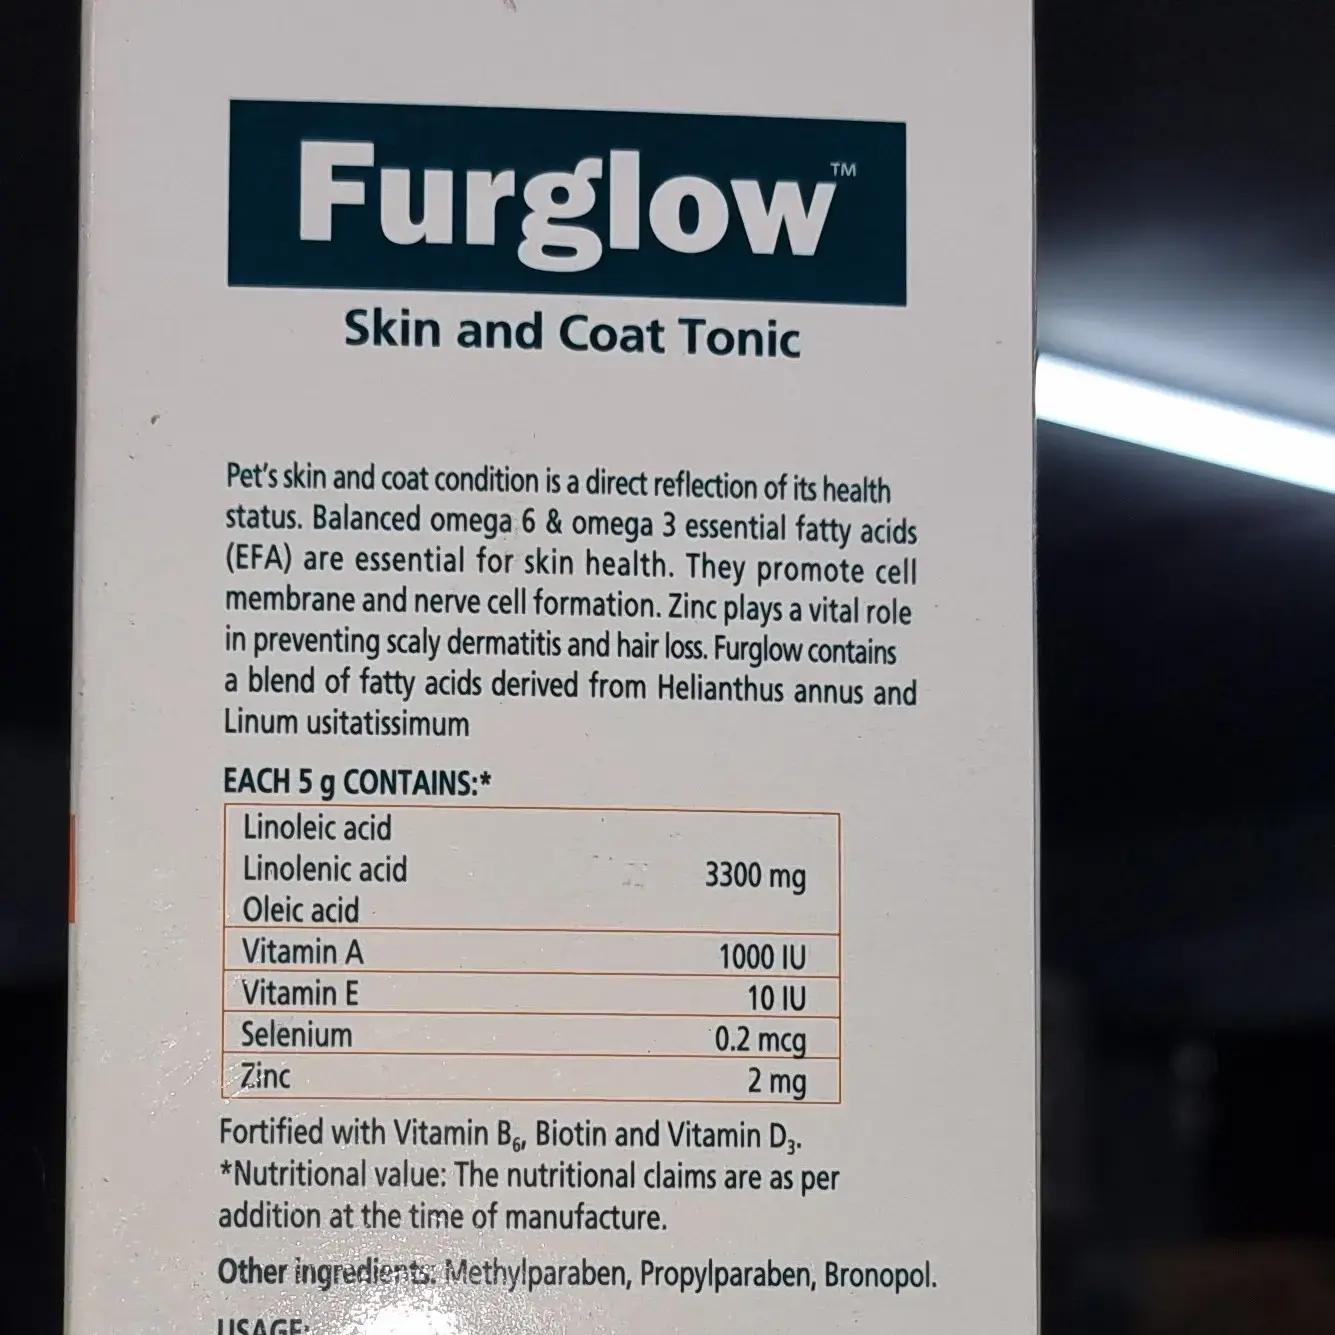 Furglow™
Skin and Coat Tonic
Pet's skin and coat condition is a direct reflection of its health
status. Balanced omega 6 & omega 3 essential fatty acids
(EFA) are essential for skin health. They promote cell
membrane and nerve cell formation. Zinc plays a vital role
in preventing scaly dermatitis and hair loss. Furglow contains
a blend of fatty acids derived from Helianthus annus and
Linum usitatissimum
EACH 5 g CONTAINS:*
Linoleic acid
Linolenic acid 3300 mg
Oleic acid
Vitamin A 1000 IU
Vitamin E 10 IU
Selenium 0.2 mcg
Zinc 2 mg
Fortified with Vitamin B₆, Biotin and Vitamin D₃.
*Nutritional value: The nutritional claims are as per
addition at the time of manufacture.
Other ingredients: Methylparaben, Propylparaben, Bronopol.
USAGE: